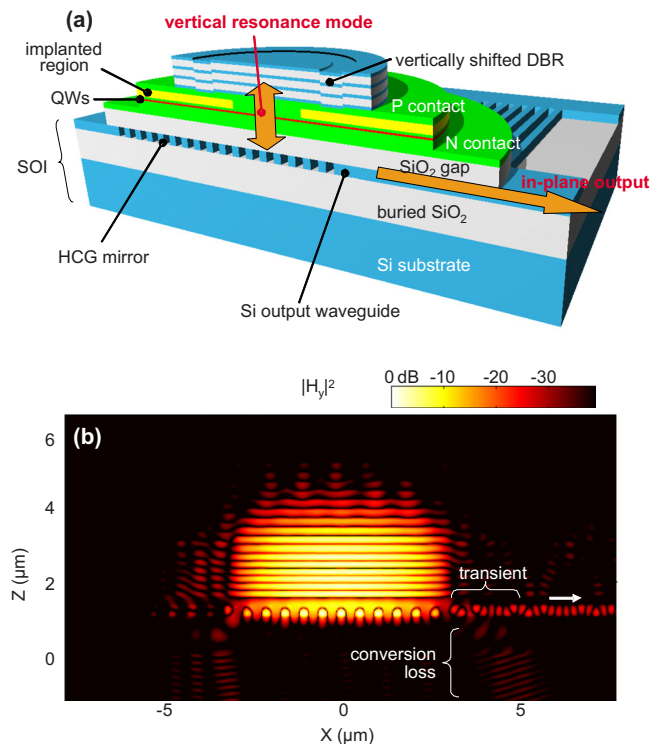 (a)
vertical resonance mode
implanted
region
vertically shifted DBR
QWs
P contact
N contact
SOI
SiO2 gap
in-plane output
buried SiO2
HCG mirror
Si substrate
Si output waveguide
|Hy|²
0 dB -10 -20 -30
(b)
6
4
2
0
Z (μm)
transient
conversion
loss
-5 0 5
X (μm)